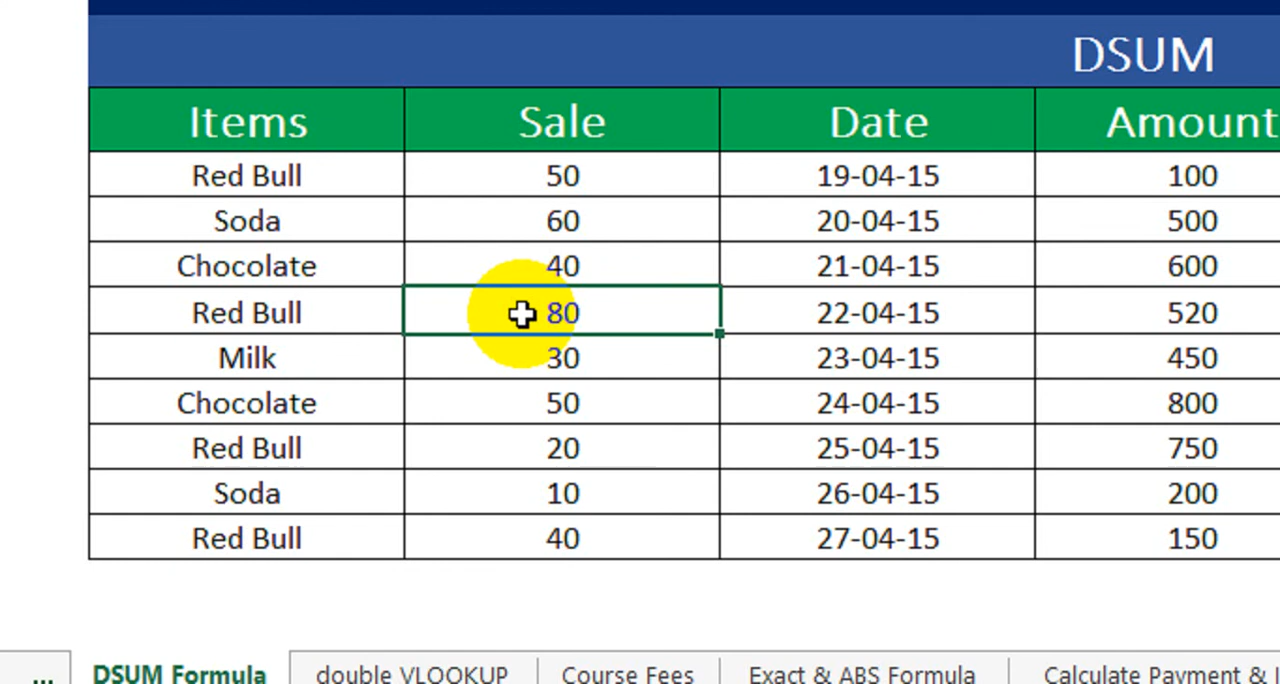 DSUM
Items Sale Date Amount
Red Bull 50 19-04-15 100
Soda 60 20-04-15 500
Chocolate 40 21-04-15 600
Red Bull 80 22-04-15 520
Milk 30 23-04-15 450
Chocolate 50 24-04-15 800
Red Bull 20 25-04-15 750
Soda 10 26-04-15 200
Red Bull 40 27-04-15 150
... DSUM Formula double VLOOKUP Course Fees Exact & ABS Formula Calculate Payment &